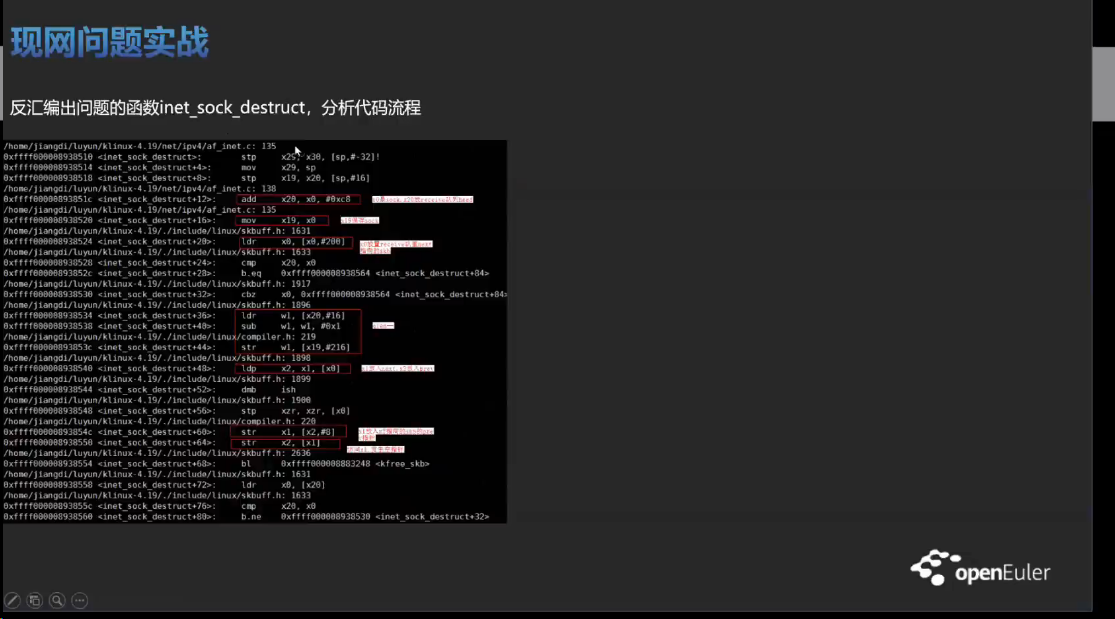 现网问题实战
反汇编出问题的函数inet_sock_destruct，分析代码流程
/home/jiangdi/luyun/klinux-4.19/net/ipv4/af_inet.c: 135
0xffff000008938510 <inet_sock_destruct>: stp x29, x30, [sp,#-32]!
0xffff000008938514 <inet_sock_destruct+4>: mov x29, sp
0xffff000008938518 <inet_sock_destruct+8>: stp x19, x20, [sp,#16]
/home/jiangdi/luyun/klinux-4.19/net/ipv4/af_inet.c: 138
0xffff00000893851c <inet_sock_destruct+12>: add x20, x0, #0xc8
/home/jiangdi/luyun/klinux-4.19/net/ipv4/af_inet.c: 135
0xffff000008938520 <inet_sock_destruct+16>: mov x19, x0
/home/jiangdi/luyun/klinux-4.19/./include/linux/skbuff.h: 1631
0xffff000008938524 <inet_sock_destruct+20>: ldr x0, [x0,#200]
/home/jiangdi/luyun/klinux-4.19/./include/linux/skbuff.h: 1633
0xffff000008938528 <inet_sock_destruct+24>: cmp x20, x0
0xffff00000893852c <inet_sock_destruct+28>: b.eq 0xffff000008938564 <inet_sock_destruct+84>
/home/jiangdi/luyun/klinux-4.19/./include/linux/skbuff.h: 1917
0xffff000008938530 <inet_sock_destruct+32>: cbz x0, 0xffff000008938564 <inet_sock_destruct+84>
/home/jiangdi/luyun/klinux-4.19/./include/linux/skbuff.h: 1896
0xffff000008938534 <inet_sock_destruct+36>: ldr w1, [x20,#16]
0xffff000008938538 <inet_sock_destruct+40>: sub w1, w1, #0x1
/home/jiangdi/luyun/klinux-4.19/./include/linux/compiler.h: 219
0xffff00000893853c <inet_sock_destruct+44>: str w1, [x19,#216]
/home/jiangdi/luyun/klinux-4.19/./include/linux/skbuff.h: 1898
0xffff000008938540 <inet_sock_destruct+48>: ldp x2, x1, [x0]
/home/jiangdi/luyun/klinux-4.19/./include/linux/skbuff.h: 1899
0xffff000008938544 <inet_sock_destruct+52>: dmb ish
/home/jiangdi/luyun/klinux-4.19/./include/linux/skbuff.h: 1900
0xffff000008938548 <inet_sock_destruct+56>: stp xzr, xzr, [x0]
/home/jiangdi/luyun/klinux-4.19/./include/linux/compiler.h: 220
0xffff00000893854c <inet_sock_destruct+60>: str x1, [x2,#8]
0xffff000008938550 <inet_sock_destruct+64>: str x2, [x1]
/home/jiangdi/luyun/klinux-4.19/./include/linux/skbuff.h: 2636
0xffff000008938554 <inet_sock_destruct+68>: bl 0xffff000008883248 <kfree_skb>
/home/jiangdi/luyun/klinux-4.19/./include/linux/skbuff.h: 1631
0xffff000008938558 <inet_sock_destruct+72>: ldr x0, [x20]
/home/jiangdi/luyun/klinux-4.19/./include/linux/skbuff.h: 1633
0xffff00000893855c <inet_sock_destruct+76>: cmp x20, x0
0xffff000008938560 <inet_sock_destruct+80>: b.ne 0xffff000008938530 <inet_sock_destruct+32>
openEuler